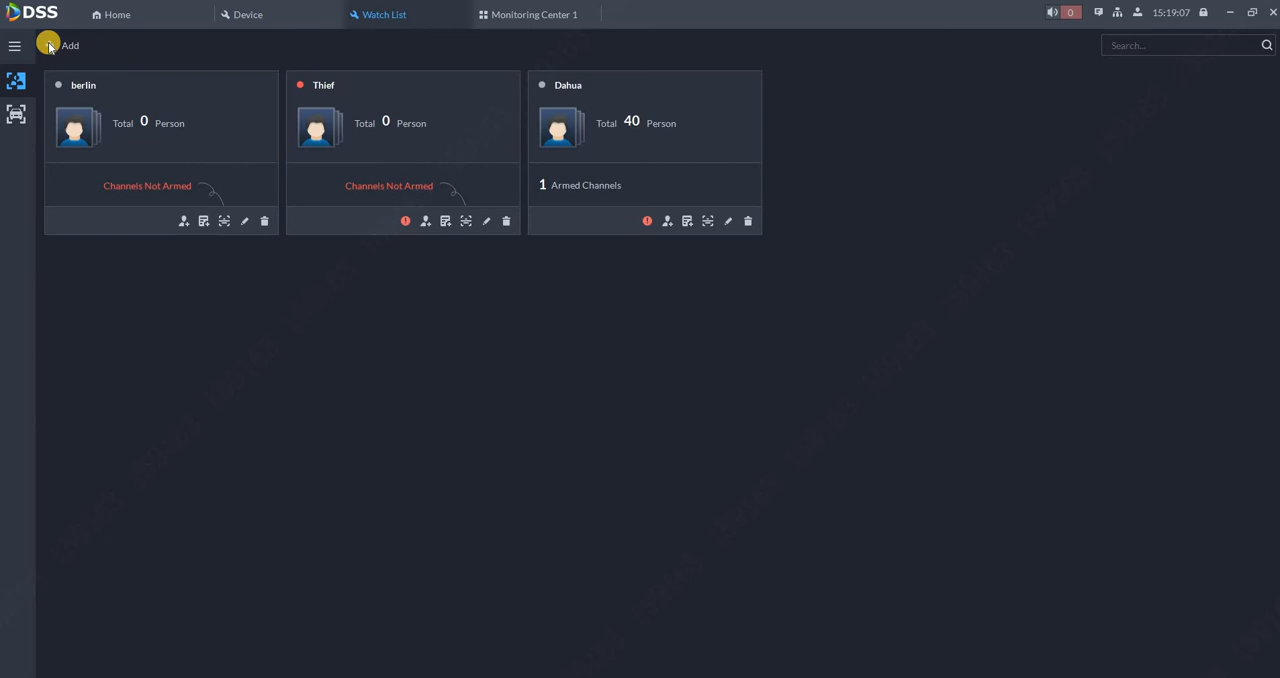 DSS Home Device Watch List Monitoring Center 1 0 15:19:07
Add Search...
berlin Thief Dahua
Total 0 Person Total 0 Person Total 40 Person
Channels Not Armed Channels Not Armed 1 Armed Channels